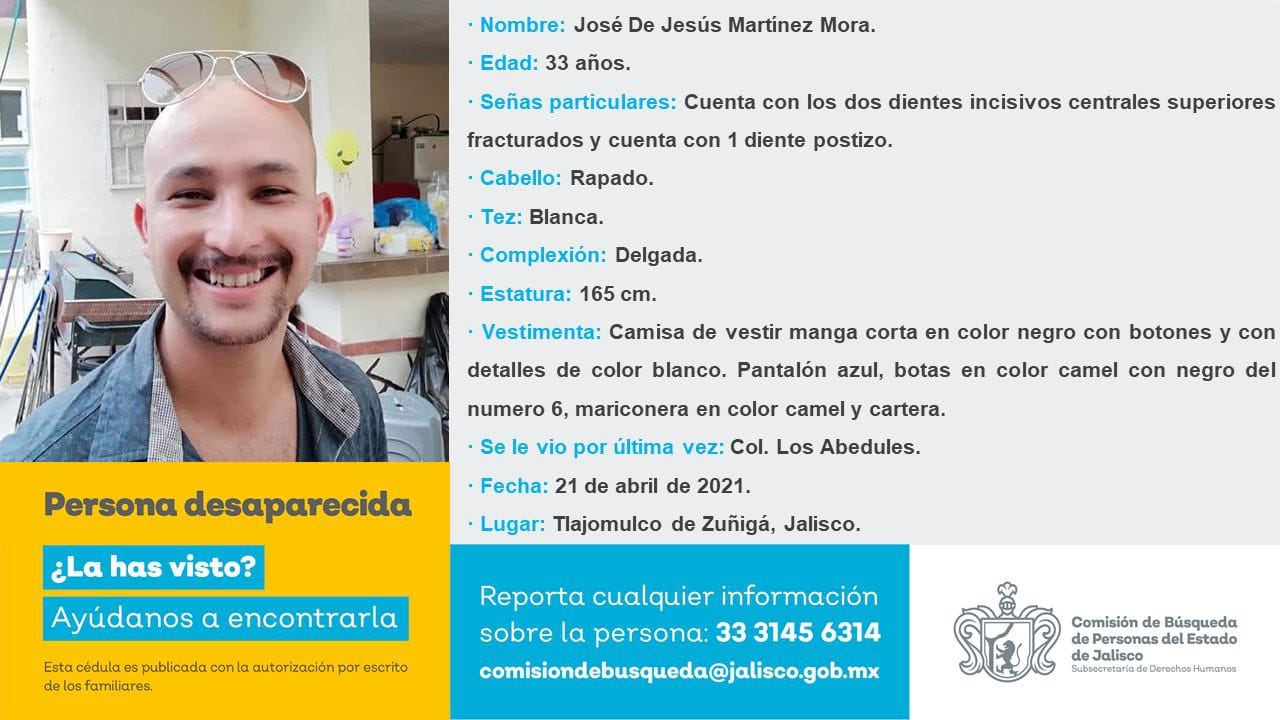 · Nombre: José De Jesús Martínez Mora.
· Edad: 33 años.
· Señas particulares: Cuenta con los dos dientes incisivos centrales superiores
fracturados y cuenta con 1 diente postizo.
· Cabello: Rapado.
· Tez: Blanca.
· Complexión: Delgada.
· Estatura: 165 cm.
· Vestimenta: Camisa de vestir manga corta en color negro con botones y con
detalles de color blanco. Pantalón azul, botas en color camel con negro del
numero 6, mariconera en color camel y cartera.
· Se le vio por última vez: Col. Los Abedules.
· Fecha: 21 de abril de 2021.
· Lugar: Tlajomulco de Zuñigá, Jalisco.
Persona desaparecida
¿La has visto?
Ayúdanos a encontrarla
Esta cédula es publicada con la autorización por escrito
de los familiares.
Reporta cualquier información
sobre la persona: 33 3145 6314
comisiondebusqueda@jalisco.gob.mx
Comisión de Búsqueda
de Personas del Estado
de Jalisco
Subsecretaría de Derechos Humanos